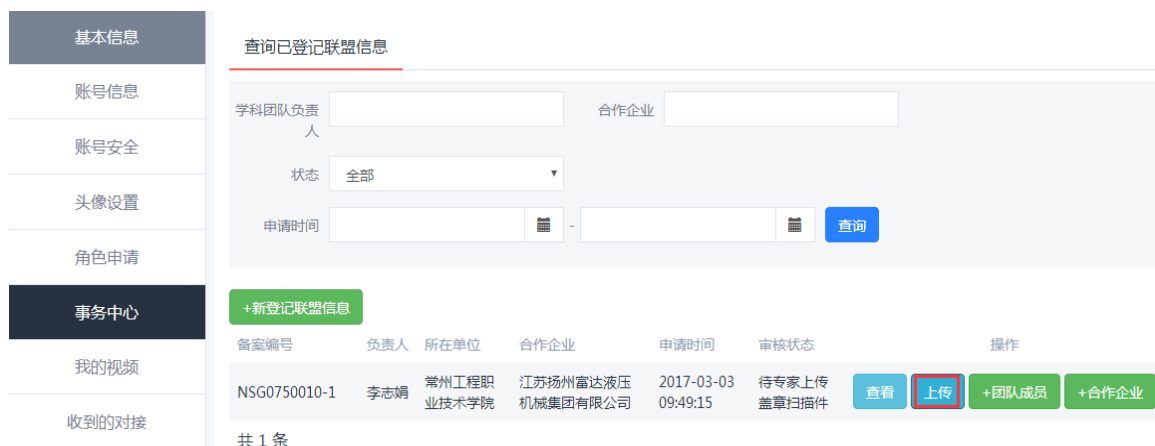 基本信息
账号信息
账号安全
头像设置
角色申请
事务中心
我的视频
收到的对接
查询已登记联盟信息
学科团队负责
人
合作企业
状态
全部
申请时间
-
查询
+新登记联盟信息
备案编号 负责人 所在单位 合作企业 申请时间 审核状态 操作
NSG0750010-1 李志娟 常州工程职 江苏扬州富达液压 2017-03-03 待专家上传 查看 上传 +团队成员 +合作企业
业技术学院 机械集团有限公司 09:49:15 盖章扫描件
共 1 条